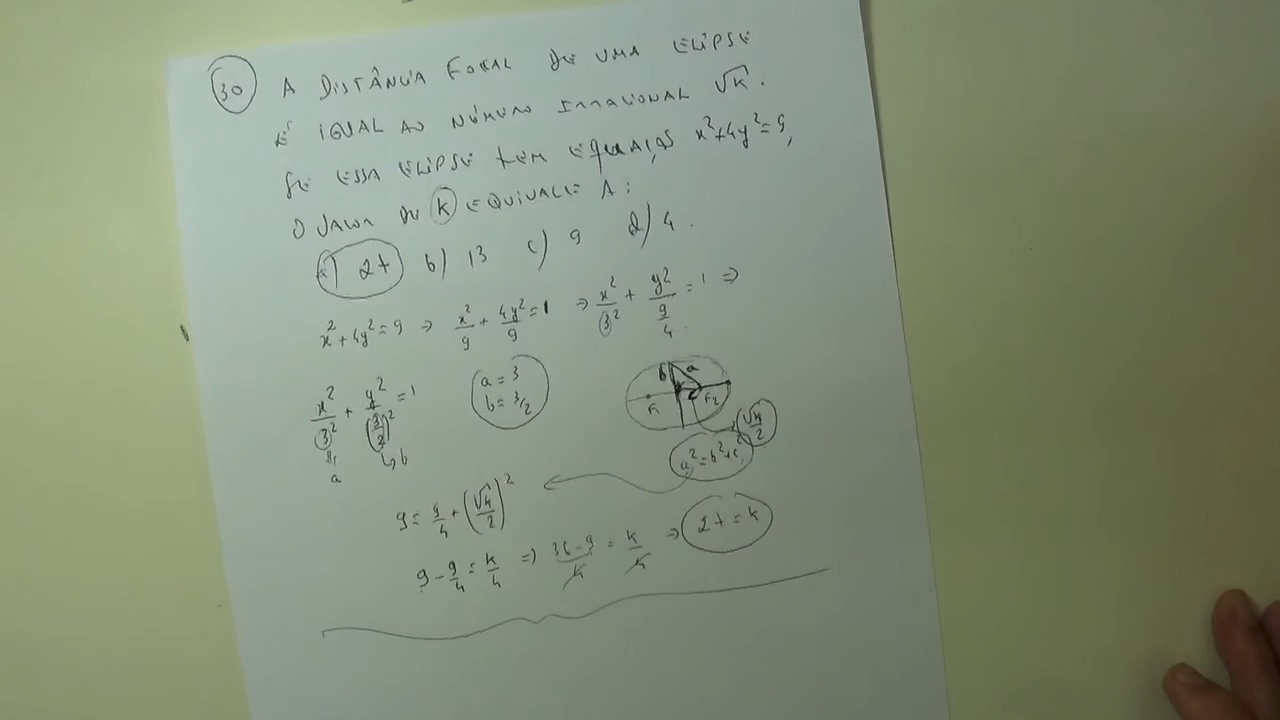 30 A DISTÂNCIA FOCAL DE UMA ELIPSE
É IGUAL AO NÚMERO IRRACIONAL √k.
SE ESSA ELIPSE TEM EQUAÇÃO x²+4y²=9,
O VALOR DE k EQUIVALE A:
a) 27 b) 13 c) 9 d) 4.
x²+4y²=9 ⇒ x²/9 + 4y²/9 = 1 ⇒ x²/3² + y²/(9/4) = 1 ⇒
x²/3² + y²/(3/2)² = 1
a
↳ b
a = 3
b = 3/2
b a
c
F1 F2
√k/2
a² = b² + c²
9 = 9/4 + (√k/2)²
9 - 9/4 = k/4 ⇒ (36-9)/4 = k/4 ⇒ 27 = k